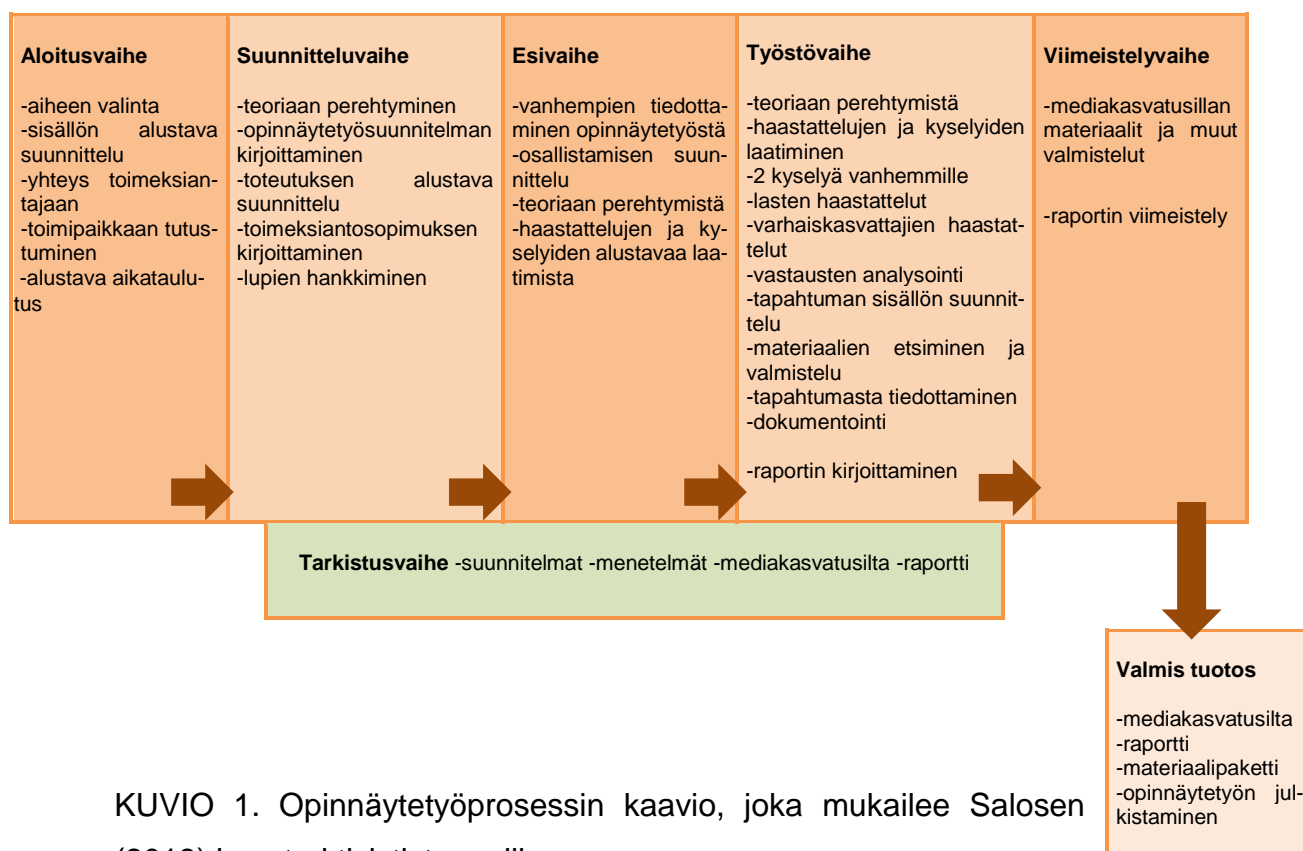 Aloitusvaihe
-aiheen valinta
-sisällön alustava
suunnittelu
-yhteys toimeksian-
tajaan
-toimipaikkaan tutus-
tuminen
-alustava aikataulu-
tus
Suunnitteluvaihe
-teoriaan perehtyminen
-opinnäytetyösuunnitelman
kirjoittaminen
-toteutuksen alustava
suunnittelu
-toimeksiantosopimuksen
kirjoittaminen
-lupien hankkiminen
Esivaihe
-vanhempien tiedotta-
minen opinnäytetyöstä
-osallistamisen suun-
nittelu
-teoriaan perehtymistä
-haastattelujen ja ky-
selyiden alustavaa laa-
timista
Työstövaihe
-teoriaan perehtymistä
-haastattelujen ja kyselyiden
laatiminen
-2 kyselyä vanhemmille
-lasten haastattelut
-varhaiskasvattajien haastat-
telut
-vastausten analysointi
-tapahtuman sisällön suunnit-
telu
-materiaalien etsiminen ja
valmistelu
-tapahtumasta tiedottaminen
-dokumentointi
-raportin kirjoittaminen
Viimeistelyvaihe
-mediakasvatusillan
materiaalit ja muut
valmistelut
-raportin viimeistely
Tarkistusvaihe -suunnitelmat -menetelmät -mediakasvatusilta -raportti
Valmis tuotos
-mediakasvatusilta
-raportti
-materiaalipaketti
-opinnäytetyön jul-
kistaminen
KUVIO 1. Opinnäytetyöprosessin kaavio, joka mukailee Salosen